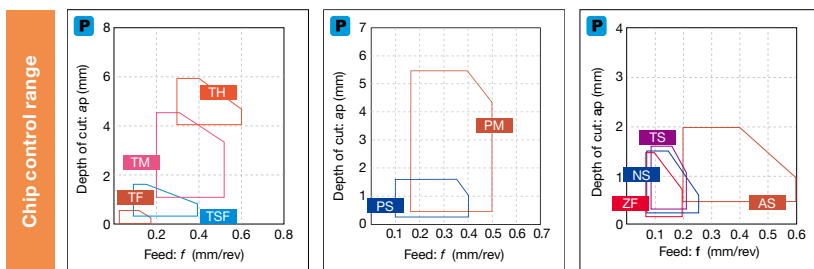 Chip control range
P
Depth of cut: ap (mm)
8
6
4
2
0
TH
TM
TF
TSF
0.2 0.4 0.6 0.8
Feed: f (mm/rev)
P
Depth of cut: ap (mm)
7
6
5
4
3
2
1
0
PM
PS
0.1 0.2 0.3 0.4 0.5 0.6 0.7
Feed: f (mm/rev)
P
Depth of cut: ap (mm)
4
3
2
1
0
TS
NS
ZF
AS
0.1 0.2 0.3 0.4 0.5 0.6
Feed: f (mm/rev)